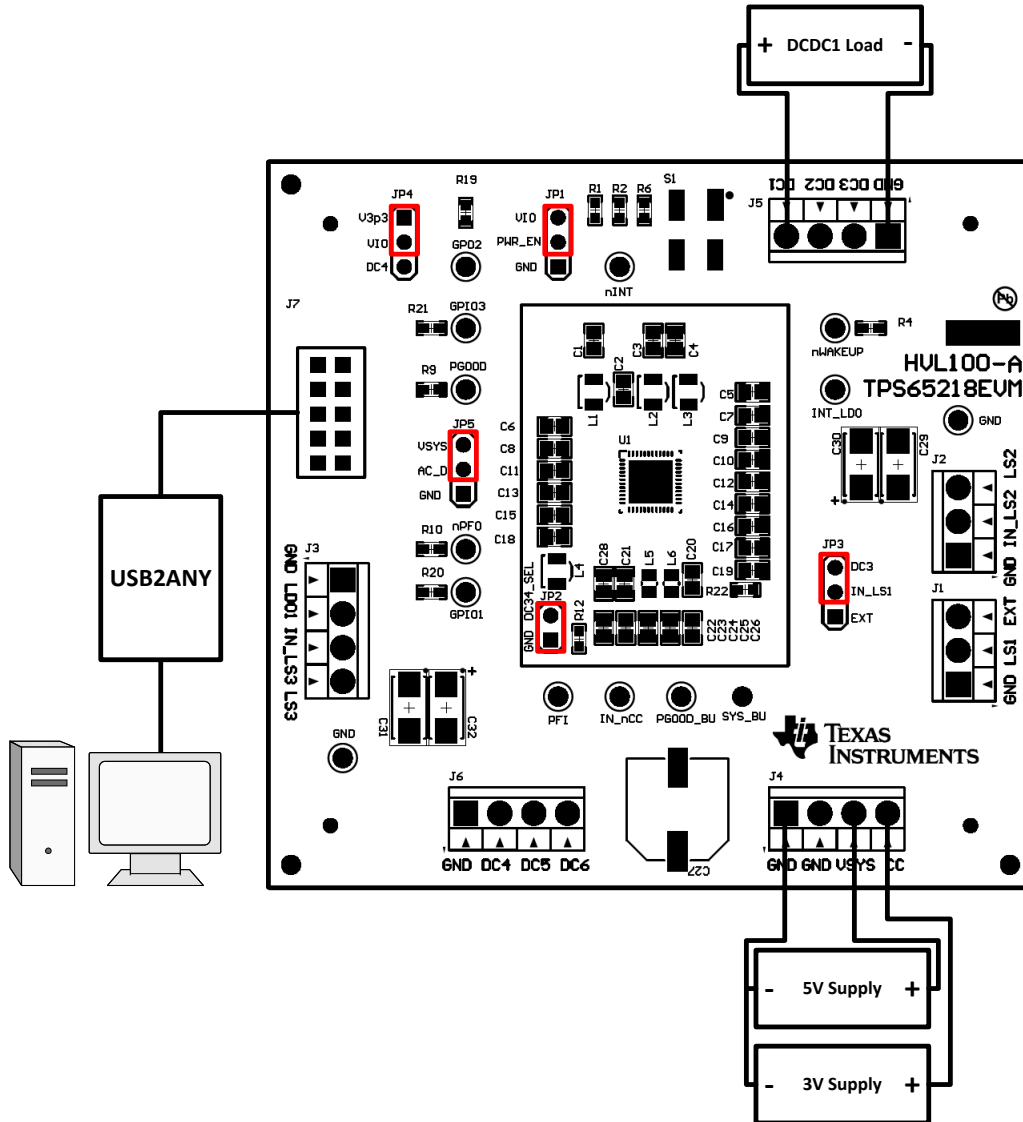 + DCDC1 Load -
R19
JP4
JP1
R1 R2 R6
S1
DC1 DC2 DC3 GND
J5
V3p3
VIO
DC4
GPO2
VIO
PWR_EN
GND
nINT
J7
Pb
R21
GPIO3
R4
nWAKEUP
HVL100-A
TPS65218EVM
C1
C3
C4
C2
R9
PGOOD
L1
L2
L3
INT_LDO
GND
JP5
VSYS
AC_D
GND
C6
C8
C11
C13
C15
C18
U1
C5
C7
C9
C10
C12
C14
C16
C17
C19
C30
C29
+
J2
GND IN_LS2 LS2
R10
nPFO
R20
GPIO1
J3
GND LDO1 IN_LS3 LS3
USB2ANY
L4
C28
C21
L5
L6
C20
R22
JP2
GND DC34_SEL
R12
C22
C23
C24
C25
C26
JP3
DC3
IN_LS1
EXT
J1
GND LS1 EXT
C31
C32
+
GND
PFI
IN_nCC
PGOOD_BU
SYS_BU
TEXAS
INSTRUMENTS
J6
GND DC4 DC5 DC6
C27
J4
GND GND VSYS CC
- 5V Supply +
- 3V Supply +